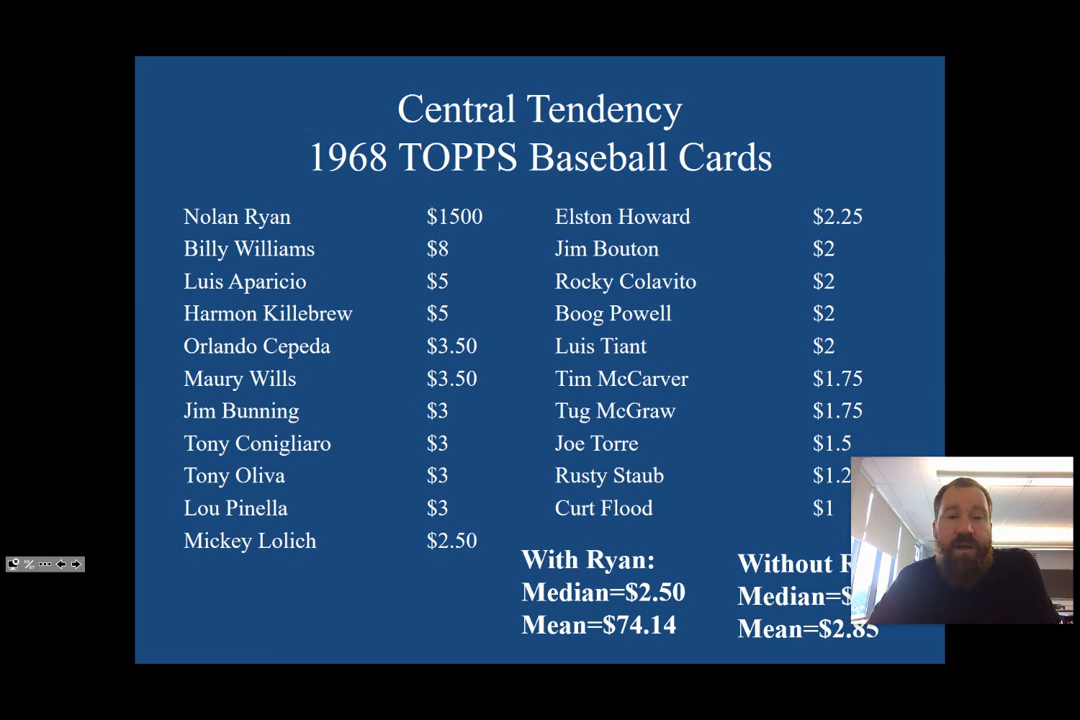 Central Tendency
1968 TOPPS Baseball Cards
Nolan Ryan $1500
Billy Williams $8
Luis Aparicio $5
Harmon Killebrew $5
Orlando Cepeda $3.50
Maury Wills $3.50
Jim Bunning $3
Tony Conigliaro $3
Tony Oliva $3
Lou Pinella $3
Mickey Lolich $2.50
Elston Howard $2.25
Jim Bouton $2
Rocky Colavito $2
Boog Powell $2
Luis Tiant $2
Tim McCarver $1.75
Tug McGraw $1.75
Joe Torre $1.5
Rusty Staub
Curt Flood $1
With Ryan:
Median=$2.50
Mean=$74.14
Without
Median=$
Mean=$2.85